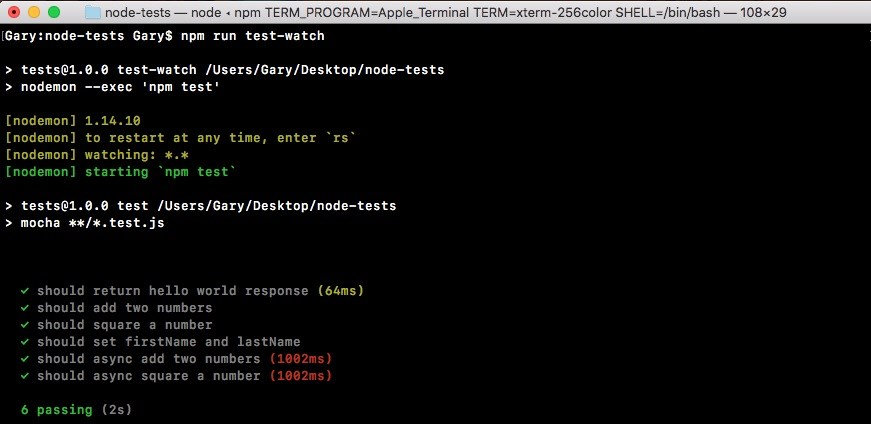 node-tests — node ◂ npm TERM_PROGRAM=Apple_Terminal TERM=xterm-256color SHELL=/bin/bash — 108×29
[Gary:node-tests Gary$ npm run test-watch
> tests@1.0.0 test-watch /Users/Gary/Desktop/node-tests
> nodemon --exec 'npm test'
[nodemon] 1.14.10
[nodemon] to restart at any time, enter `rs`
[nodemon] watching: *.*
[nodemon] starting `npm test`
> tests@1.0.0 test /Users/Gary/Desktop/node-tests
> mocha **/*.test.js
✓ should return hello world response (64ms)
✓ should add two numbers
✓ should square a number
✓ should set firstName and lastName
✓ should async add two numbers (1002ms)
✓ should async square a number (1002ms)
6 passing (2s)